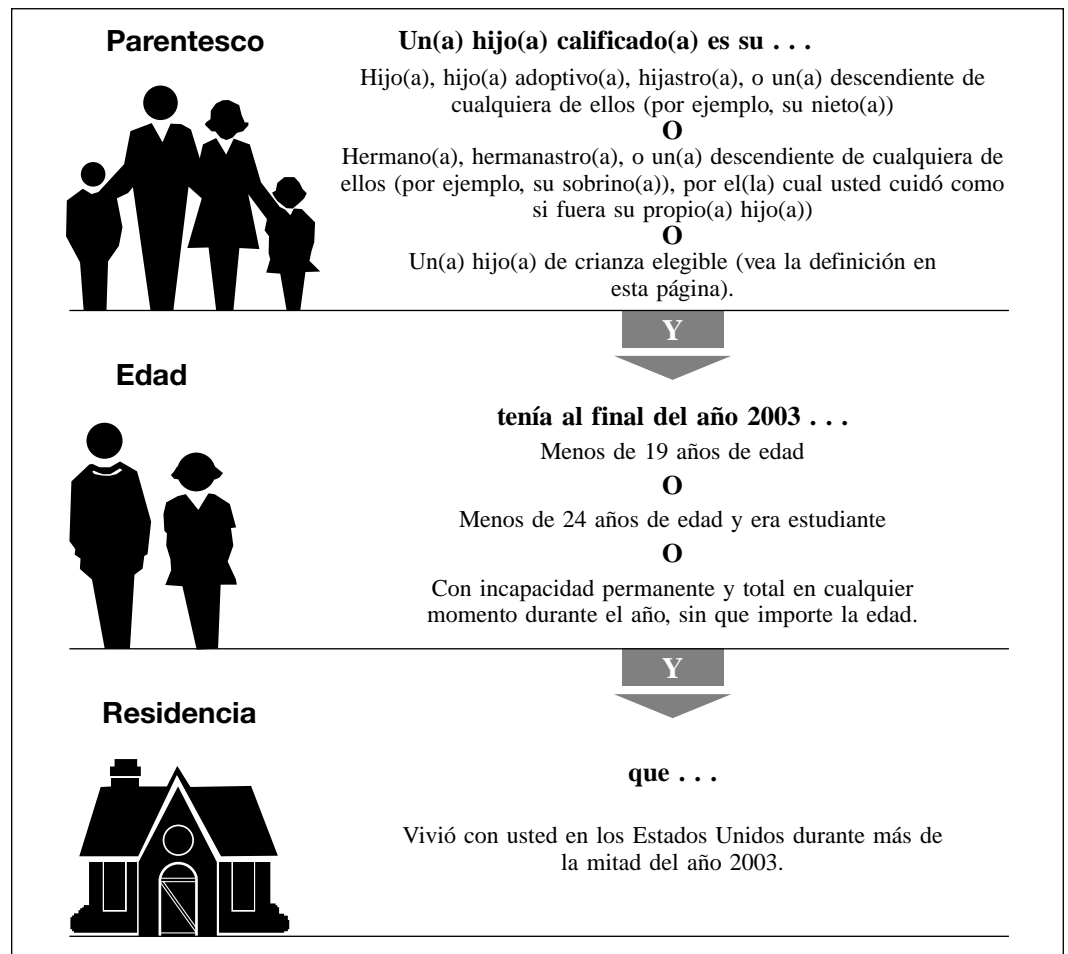 Parentesco
Un(a) hijo(a) calificado(a) es su . . .
Hijo(a), hijo(a) adoptivo(a), hijastro(a), o un(a) descendiente de
cualquiera de ellos (por ejemplo, su nieto(a))
O
Hermano(a), hermanastro(a), o un(a) descendiente de cualquiera de
ellos (por ejemplo, su sobrino(a)), por el(la) cual usted cuidó como
si fuera su propio(a) hijo(a))
O
Un(a) hijo(a) de crianza elegible (vea la definición en
esta página).
Y
Edad
tenía al final del año 2003 . . .
Menos de 19 años de edad
O
Menos de 24 años de edad y era estudiante
O
Con incapacidad permanente y total en cualquier
momento durante el año, sin que importe la edad.
Y
Residencia
que . . .
Vivió con usted en los Estados Unidos durante más de
la mitad del año 2003.